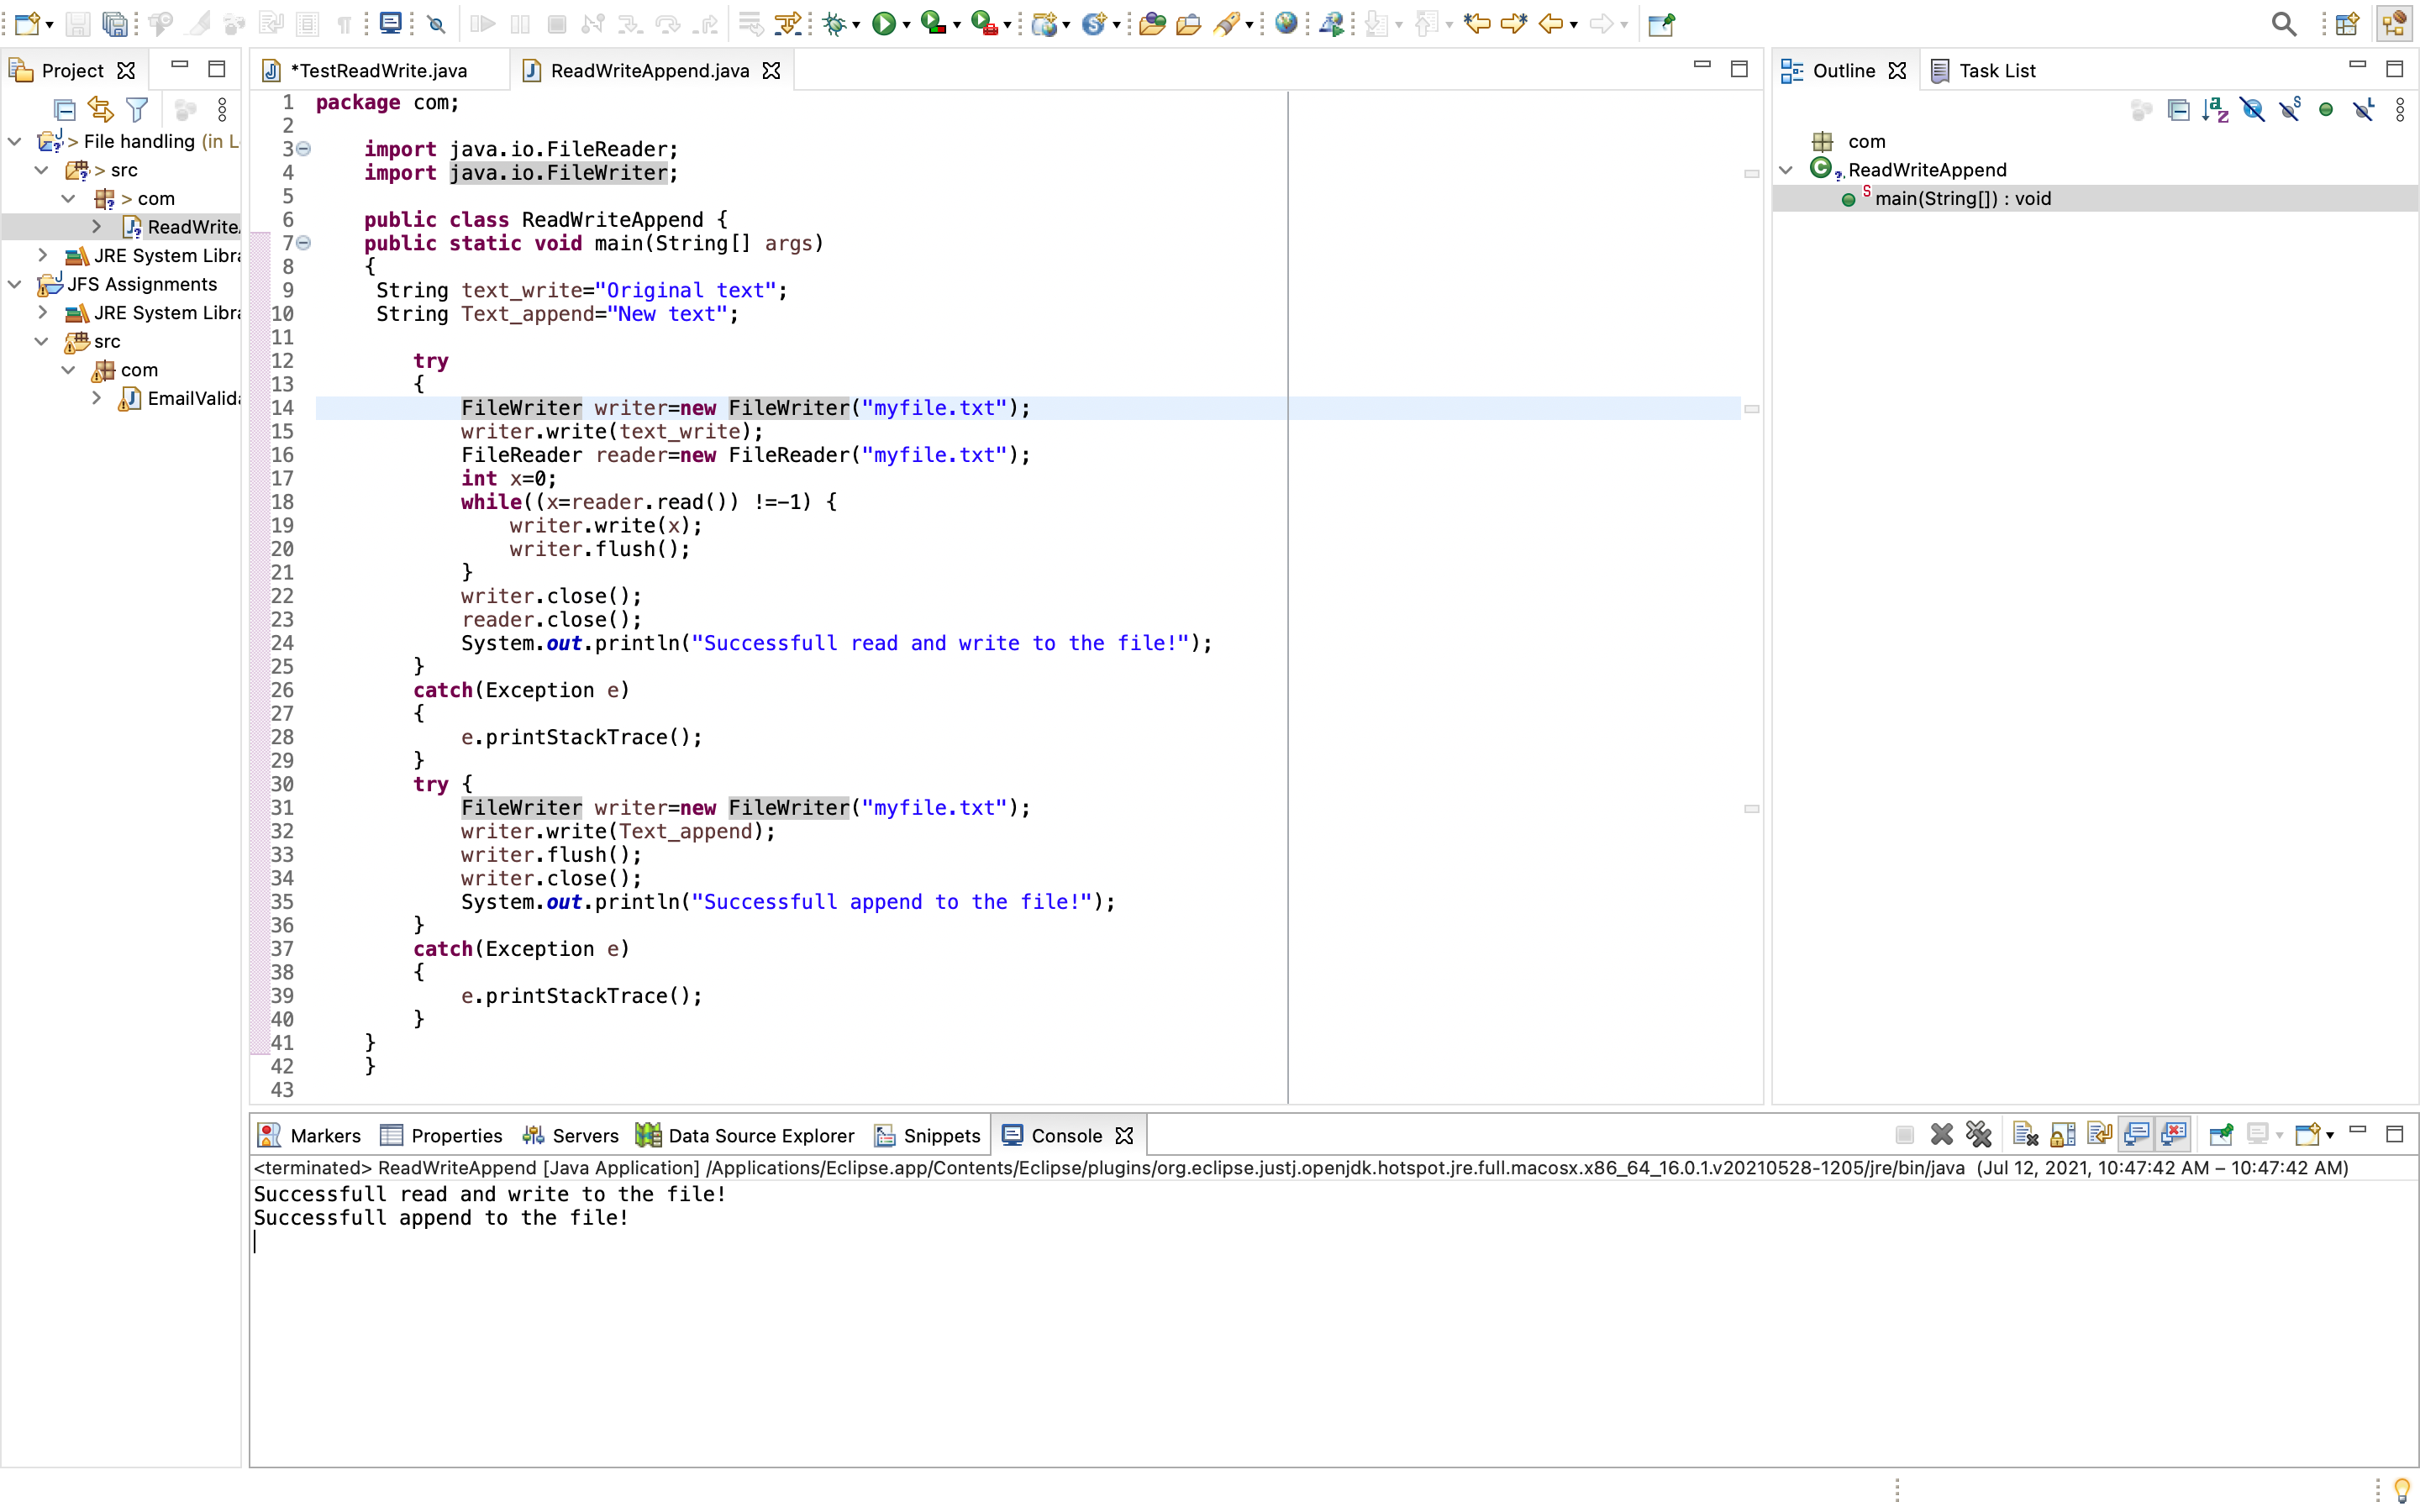 Project
> File handling (in L
> src
> com
ReadWrite
JRE System Libr
JFS Assignments
JRE System Libr
src
com
EmailValid
*TestReadWrite.java
ReadWriteAppend.java
1 package com;
2
3 import java.io.FileReader;
4 import java.io.FileWriter;
5
6 public class ReadWriteAppend {
7 public static void main(String[] args)
8 {
9 String text_write="Original text";
10 String Text_append="New text";
11
12 try
13 {
14 FileWriter writer=new FileWriter("myfile.txt");
15 writer.write(text_write);
16 FileReader reader=new FileReader("myfile.txt");
17 int x=0;
18 while((x=reader.read()) !=-1) {
19 writer.write(x);
20 writer.flush();
21 }
22 writer.close();
23 reader.close();
24 System.out.println("Successfull read and write to the file!");
25 }
26 catch(Exception e)
27 {
28 e.printStackTrace();
29 }
30 try {
31 FileWriter writer=new FileWriter("myfile.txt");
32 writer.write(Text_append);
33 writer.flush();
34 writer.close();
35 System.out.println("Successfull append to the file!");
36 }
37 catch(Exception e)
38 {
39 e.printStackTrace();
40 }
41 }
42 }
43
Outline
Task List
com
ReadWriteAppend
main(String[]) : void
Markers
Properties
Servers
Data Source Explorer
Snippets
Console
<terminated> ReadWriteAppend [Java Application] /Applications/Eclipse.app/Contents/Eclipse/plugins/org.eclipse.justj.openjdk.hotspot.jre.full.macosx.x86_64_16.0.1.v20210528-1205/jre/bin/java (Jul 12, 2021, 10:47:42 AM – 10:47:42 AM)
Successfull read and write to the file!
Successfull append to the file!